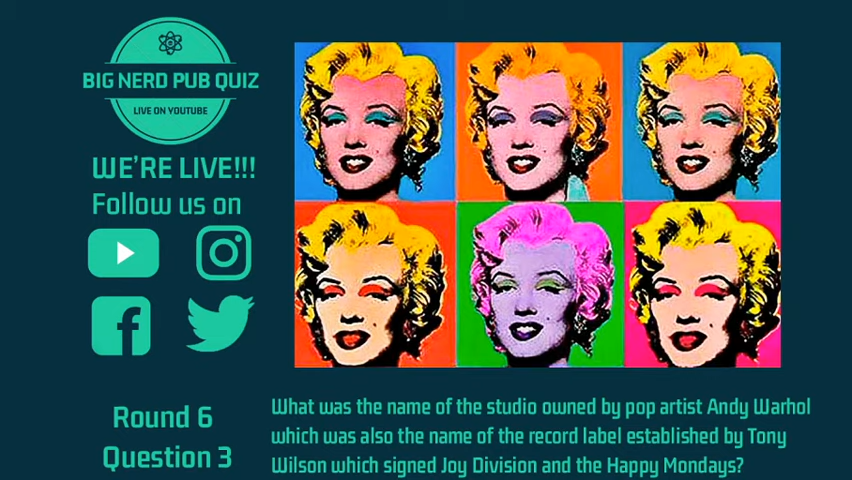 BIG NERD PUB QUIZ
LIVE ON YOUTUBE
WE'RE LIVE!!!
Follow us on
Round 6
Question 3
What was the name of the studio owned by pop artist Andy Warhol
which was also the name of the record label established by Tony
Wilson which signed Joy Division and the Happy Mondays?